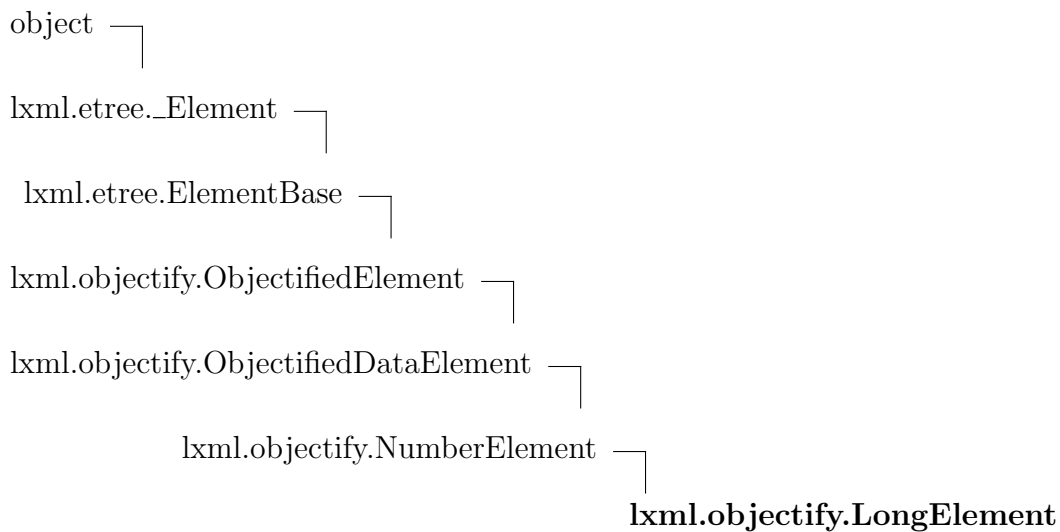 object
lxml.etree._Element
lxml.etree.ElementBase
lxml.objectify.ObjectifiedElement
lxml.objectify.ObjectifiedDataElement
lxml.objectify.NumberElement
lxml.objectify.LongElement